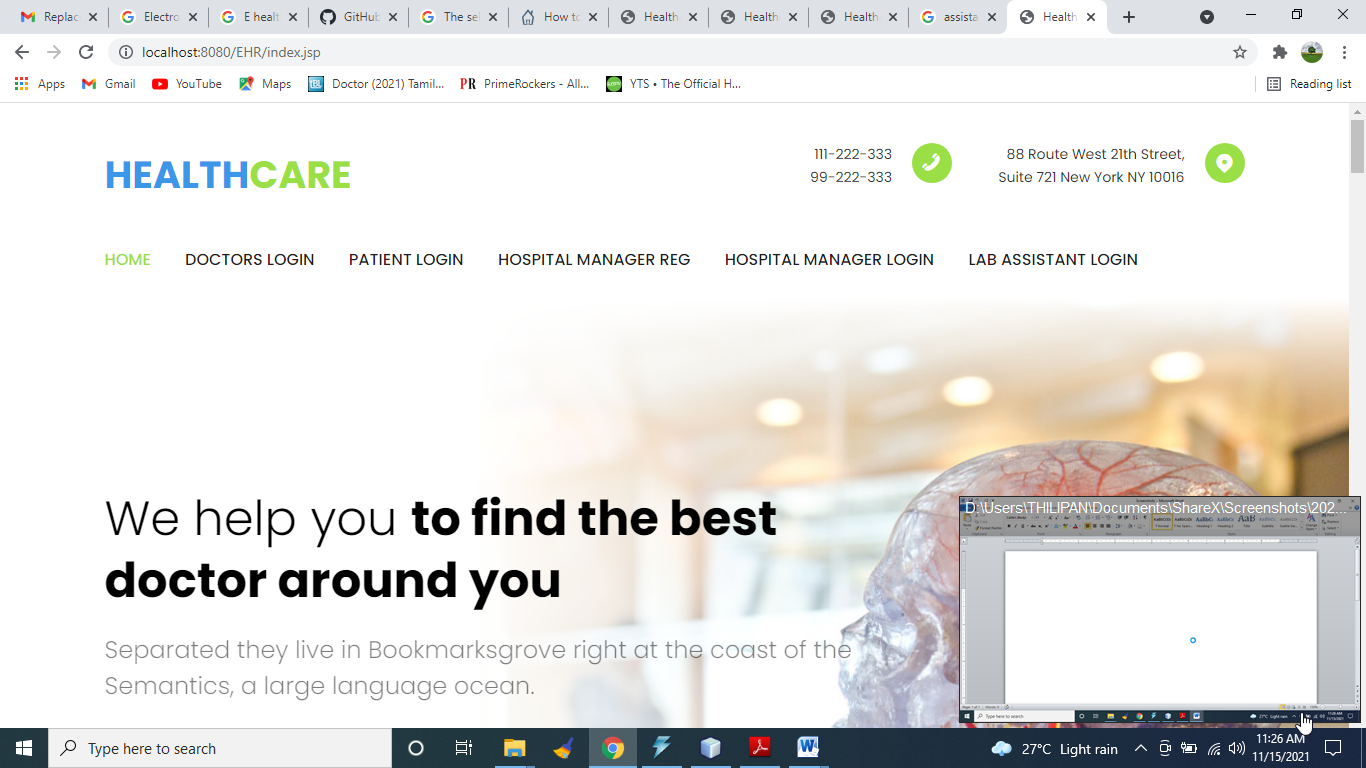 Replac
Electro
E healt
GitHub
The sel
How to
Health
Health
Health
assista
Health
localhost:8080/EHR/index.jsp
Apps
Gmail
YouTube
Maps
Doctor (2021) Tamil...
PR PrimeRockers - All...
YTS • The Official H...
Reading list
HEALTHCARE
111-222-333
99-222-333
88 Route West 21th Street,
Suite 721 New York NY 10016
HOME DOCTORS LOGIN PATIENT LOGIN HOSPITAL MANAGER REG HOSPITAL MANAGER LOGIN LAB ASSISTANT LOGIN
We help you to find the best
doctor around you
Separated they live in Bookmarksgrove right at the coast of the
Semantics, a large language ocean.
D:\Users\THILIPAN\Documents\ShareX\Screenshots\202...
Type here to search
27°C Light rain
11:26 AM
11/15/2021